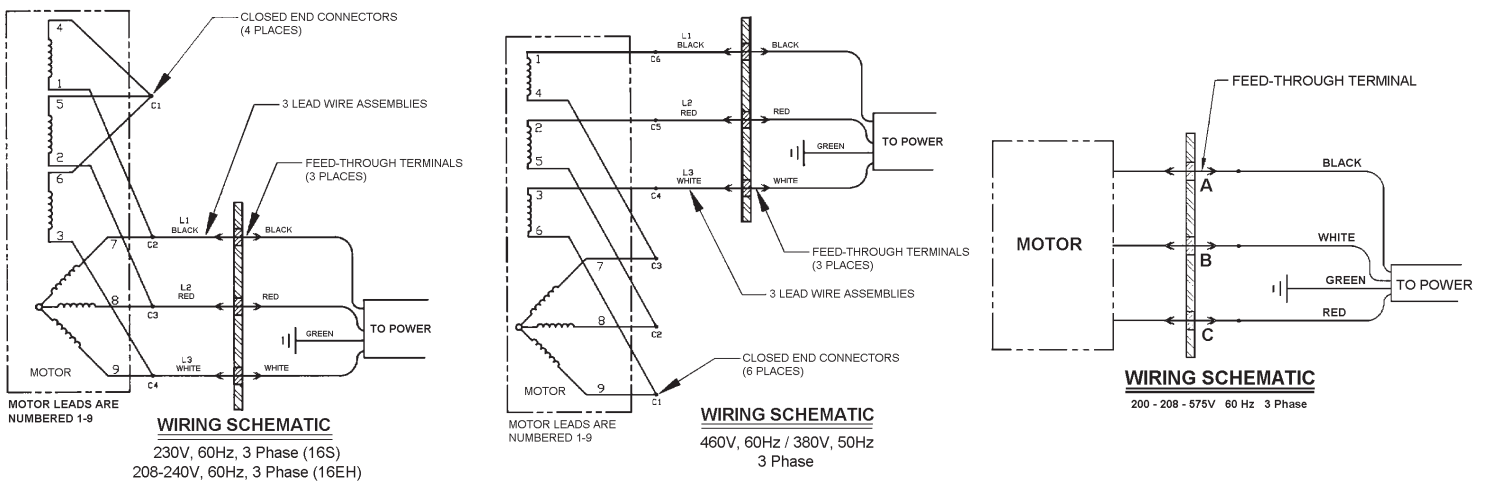 4
CLOSED END CONNECTORS
(4 PLACES)
1
5
C1
3 LEAD WIRE ASSEMBLIES
2
6
FEED-THROUGH TERMINALS
(3 PLACES)
3
L1
BLACK
BLACK
7
C2
L2
RED
RED
8
C3
TO POWER
GREEN
L3
WHITE
WHITE
MOTOR
9
C4
MOTOR LEADS ARE
NUMBERED 1-9
WIRING SCHEMATIC
230V, 60Hz, 3 Phase (16S)
208-240V, 60Hz, 3 Phase (16EH)
L1
BLACK
BLACK
1
C6
4
L2
RED
RED
2
C5
TO POWER
GREEN
5
L3
WHITE
WHITE
3
C4
6
FEED-THROUGH TERMINALS
(3 PLACES)
7
C3
3 LEAD WIRE ASSEMBLIES
8
C2
CLOSED END CONNECTORS
(6 PLACES)
MOTOR
9
C1
MOTOR LEADS ARE
NUMBERED 1-9
WIRING SCHEMATIC
460V, 60Hz / 380V, 50Hz
3 Phase
FEED-THROUGH TERMINAL
BLACK
A
MOTOR
WHITE
B
GREEN
TO POWER
RED
C
WIRING SCHEMATIC
200 - 208 - 575V 60 Hz 3 Phase